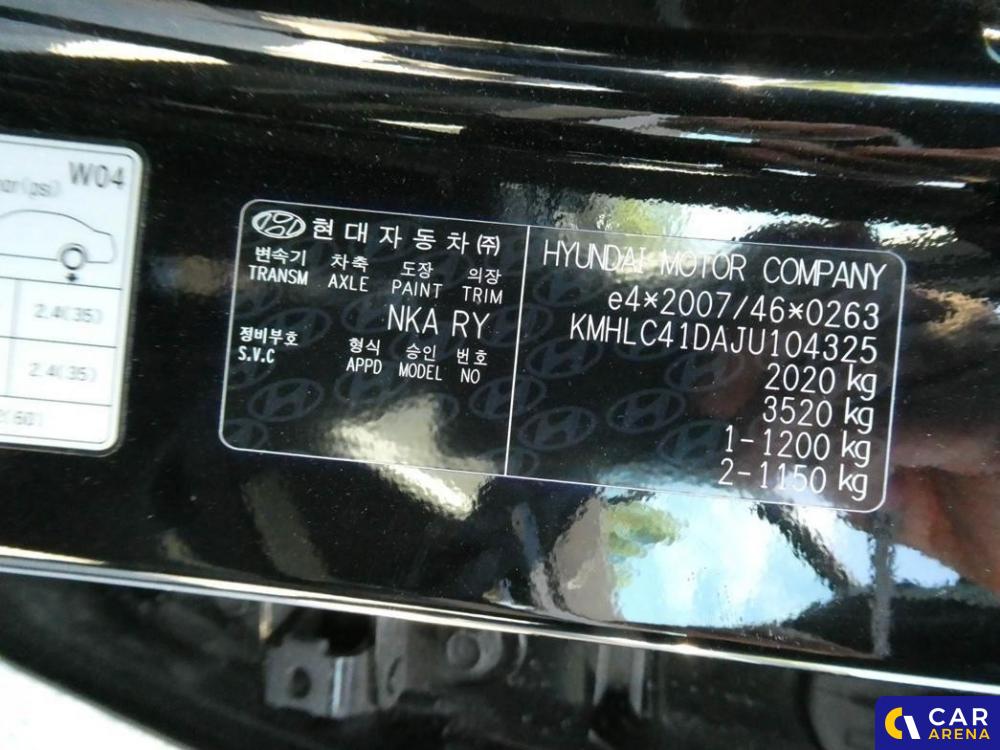 W04
bar(psi)
2.4(35)
2.4(35)
(60)
현대자동차(주)
변속기 차축 도장 의장
TRANSM AXLE PAINT TRIM
NKA RY
정비부호 형식 승인 번호
S.V.C APPD MODEL NO
HYUNDAI MOTOR COMPANY
e4*2007/46*0263
KMHLC41DAJU104325
2020 kg
3520 kg
1-1200 kg
2-1150 kg
CAR
ARENA